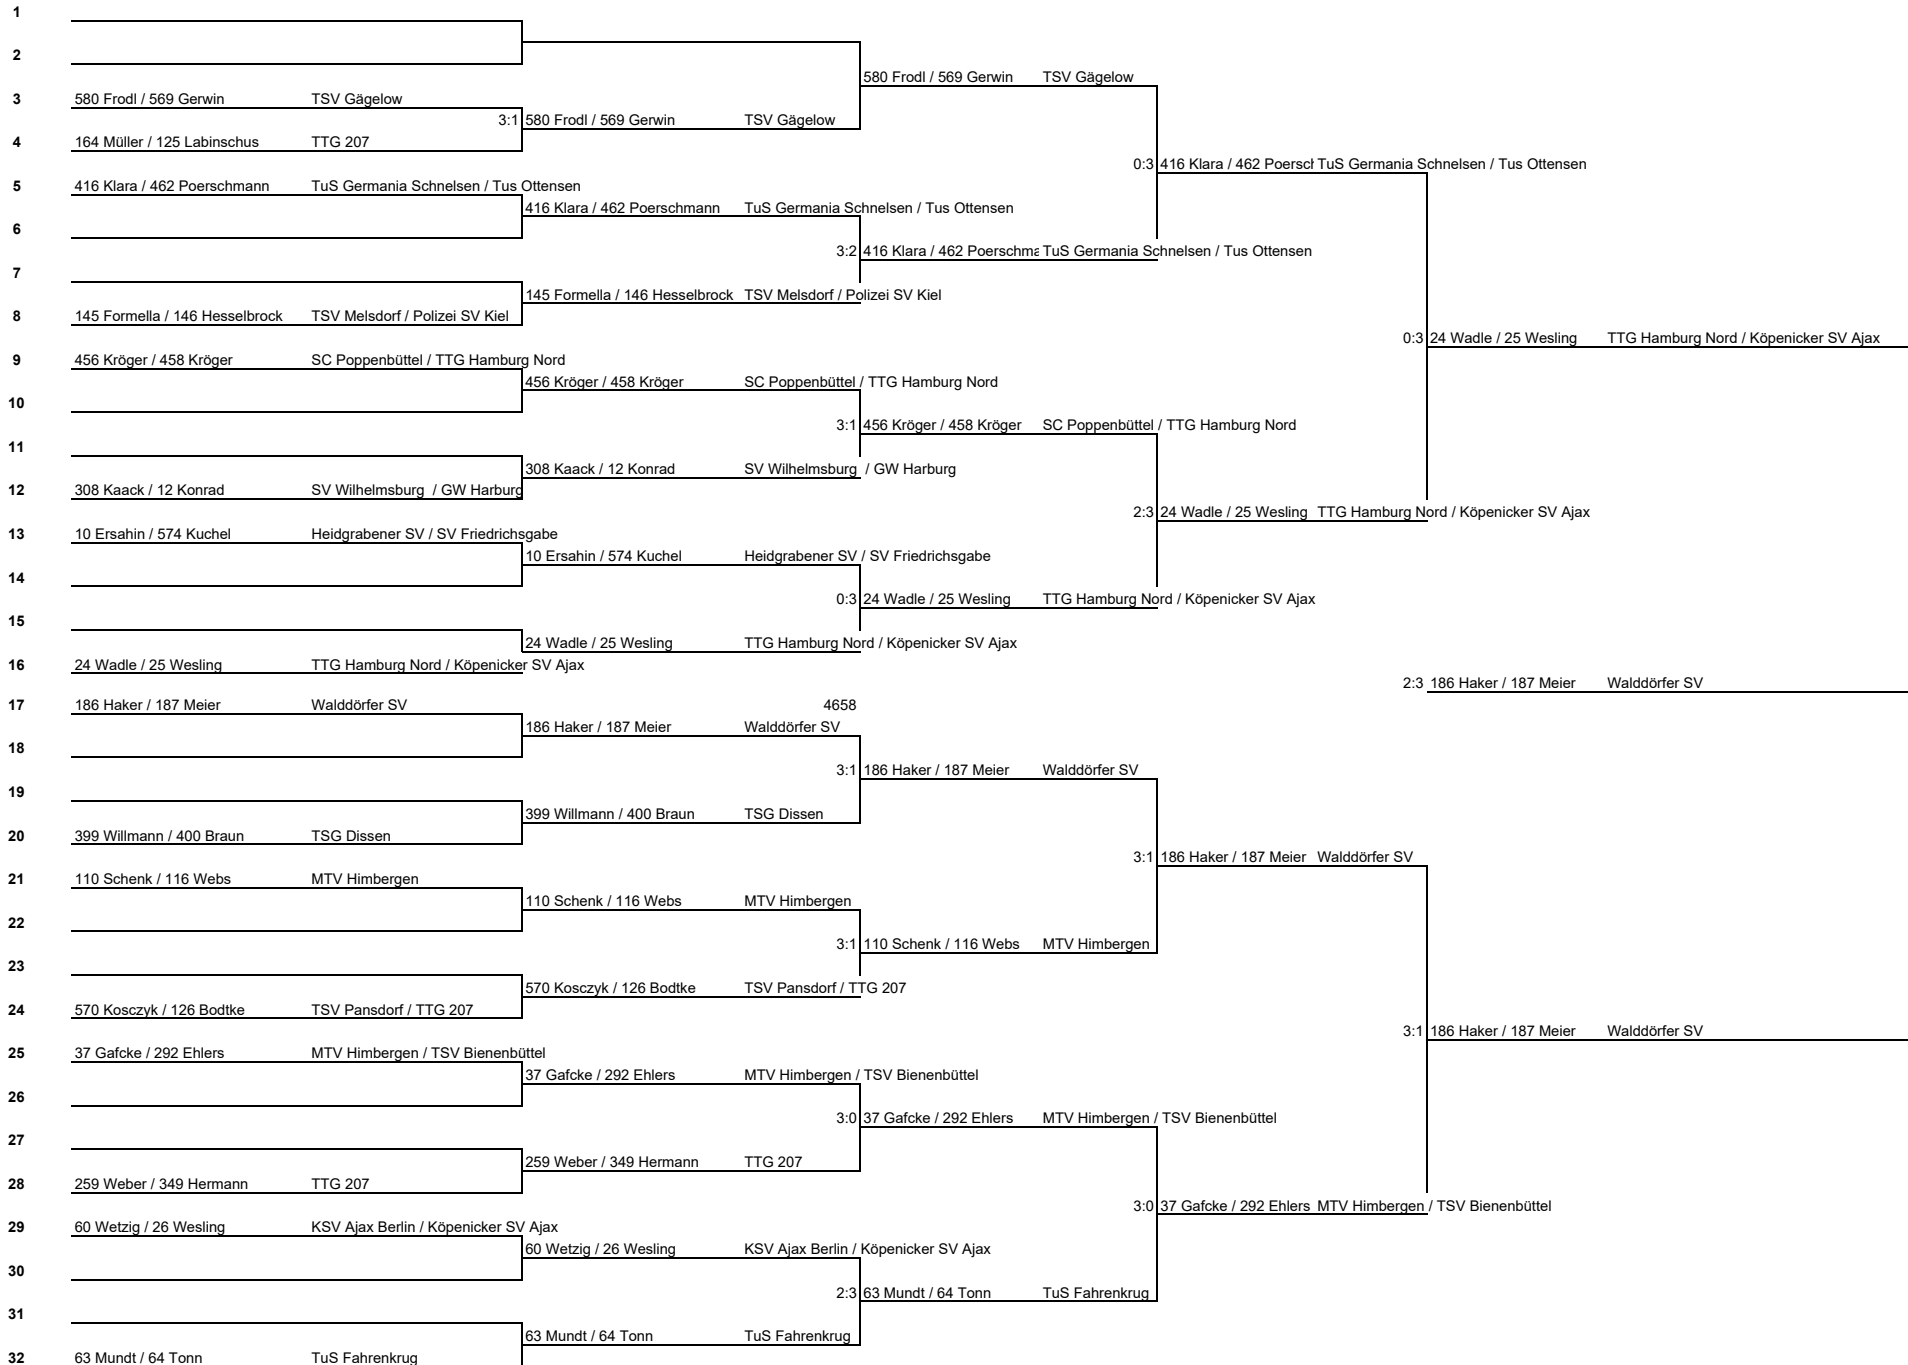 1
2
580 Frodl / 569 Gerwin TSV Gägelow
3 580 Frodl / 569 Gerwin TSV Gägelow
3:1 580 Frodl / 569 Gerwin TSV Gägelow
4 164 Müller / 125 Labinschus TTG 207
0:3 416 Klara / 462 Poersch TuS Germania Schnelsen / Tus Ottensen
5 416 Klara / 462 Poerschmann TuS Germania Schnelsen / Tus Ottensen
416 Klara / 462 Poerschmann TuS Germania Schnelsen / Tus Ottensen
6
3:2 416 Klara / 462 Poerschma TuS Germania Schnelsen / Tus Ottensen
7
145 Formella / 146 Hesselbrock TSV Melsdorf / Polizei SV Kiel
8 145 Formella / 146 Hesselbrock TSV Melsdorf / Polizei SV Kiel
0:3 24 Wadle / 25 Wesling TTG Hamburg Nord / Köpenicker SV Ajax
9 456 Kröger / 458 Kröger SC Poppenbüttel / TTG Hamburg Nord
456 Kröger / 458 Kröger SC Poppenbüttel / TTG Hamburg Nord
10
3:1 456 Kröger / 458 Kröger SC Poppenbüttel / TTG Hamburg Nord
11
308 Kaack / 12 Konrad SV Wilhelmsburg / GW Harburg
12 308 Kaack / 12 Konrad SV Wilhelmsburg / GW Harburg
2:3 24 Wadle / 25 Wesling TTG Hamburg Nord / Köpenicker SV Ajax
13 10 Ersahin / 574 Kuchel Heidgrabener SV / SV Friedrichsgabe
10 Ersahin / 574 Kuchel Heidgrabener SV / SV Friedrichsgabe
14
0:3 24 Wadle / 25 Wesling TTG Hamburg Nord / Köpenicker SV Ajax
15
24 Wadle / 25 Wesling TTG Hamburg Nord / Köpenicker SV Ajax
16 24 Wadle / 25 Wesling TTG Hamburg Nord / Köpenicker SV Ajax
2:3 186 Haker / 187 Meier Walddörfer SV
17 186 Haker / 187 Meier Walddörfer SV 4658
186 Haker / 187 Meier Walddörfer SV
18
3:1 186 Haker / 187 Meier Walddörfer SV
19
399 Willmann / 400 Braun TSG Dissen
20 399 Willmann / 400 Braun TSG Dissen
3:1 186 Haker / 187 Meier Walddörfer SV
21 110 Schenk / 116 Webs MTV Himbergen
110 Schenk / 116 Webs MTV Himbergen
22
3:1 110 Schenk / 116 Webs MTV Himbergen
23
570 Kosczyk / 126 Bodtke TSV Pansdorf / TTG 207
24 570 Kosczyk / 126 Bodtke TSV Pansdorf / TTG 207
3:1 186 Haker / 187 Meier Walddörfer SV
25 37 Gafcke / 292 Ehlers MTV Himbergen / TSV Bienenbüttel
37 Gafcke / 292 Ehlers MTV Himbergen / TSV Bienenbüttel
26
3:0 37 Gafcke / 292 Ehlers MTV Himbergen / TSV Bienenbüttel
27
259 Weber / 349 Hermann TTG 207
28 259 Weber / 349 Hermann TTG 207
3:0 37 Gafcke / 292 Ehlers MTV Himbergen / TSV Bienenbüttel
29 60 Wetzig / 26 Wesling KSV Ajax Berlin / Köpenicker SV Ajax
60 Wetzig / 26 Wesling KSV Ajax Berlin / Köpenicker SV Ajax
30
2:3 63 Mundt / 64 Tonn TuS Fahrenkrug
31
63 Mundt / 64 Tonn TuS Fahrenkrug
32 63 Mundt / 64 Tonn TuS Fahrenkrug